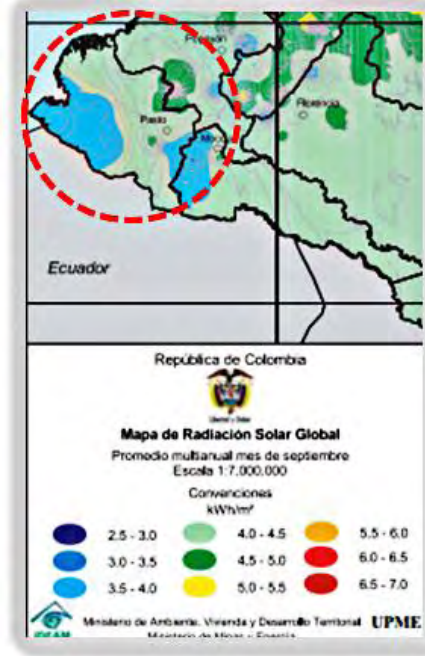 Popayán
Florencia
Pasto
Mocoa
Ecuador
República de Colombia
Libertad y Orden
Mapa de Radiación Solar Global
Promedio multianual mes de septiembre
Escala 1:7.000.000
Convenciones
kWh/m²
2.5 - 3.0 4.0 - 4.5 5.5 - 6.0
3.0 - 3.5 4.5 - 5.0 6.0 - 6.5
3.5 - 4.0 5.0 - 5.5 6.5 - 7.0
IDEAM Ministerio de Ambiente, Vivienda y Desarrollo Territorial UPME
Ministerio de Minas y Energía